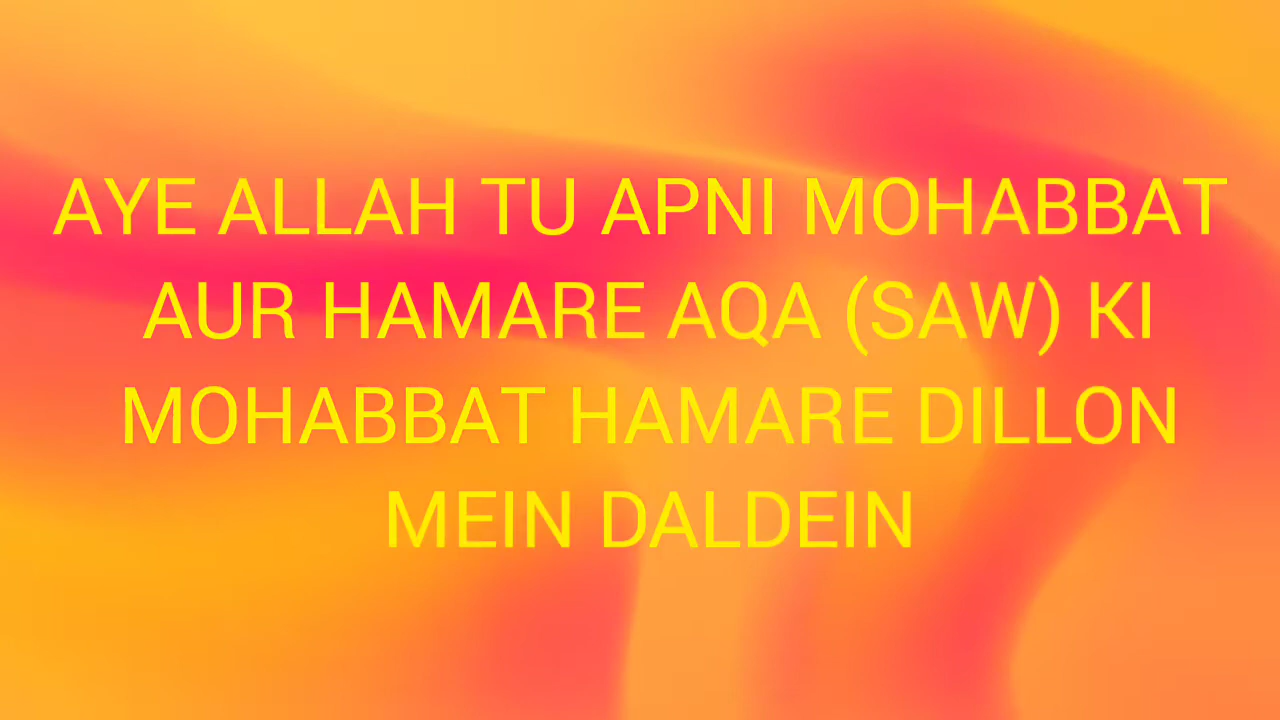 AYE ALLAH TU APNI MOHABBAT
AUR HAMARE AQA (SAW) KI
MOHABBAT HAMARE DILLON
MEIN DALDEIN